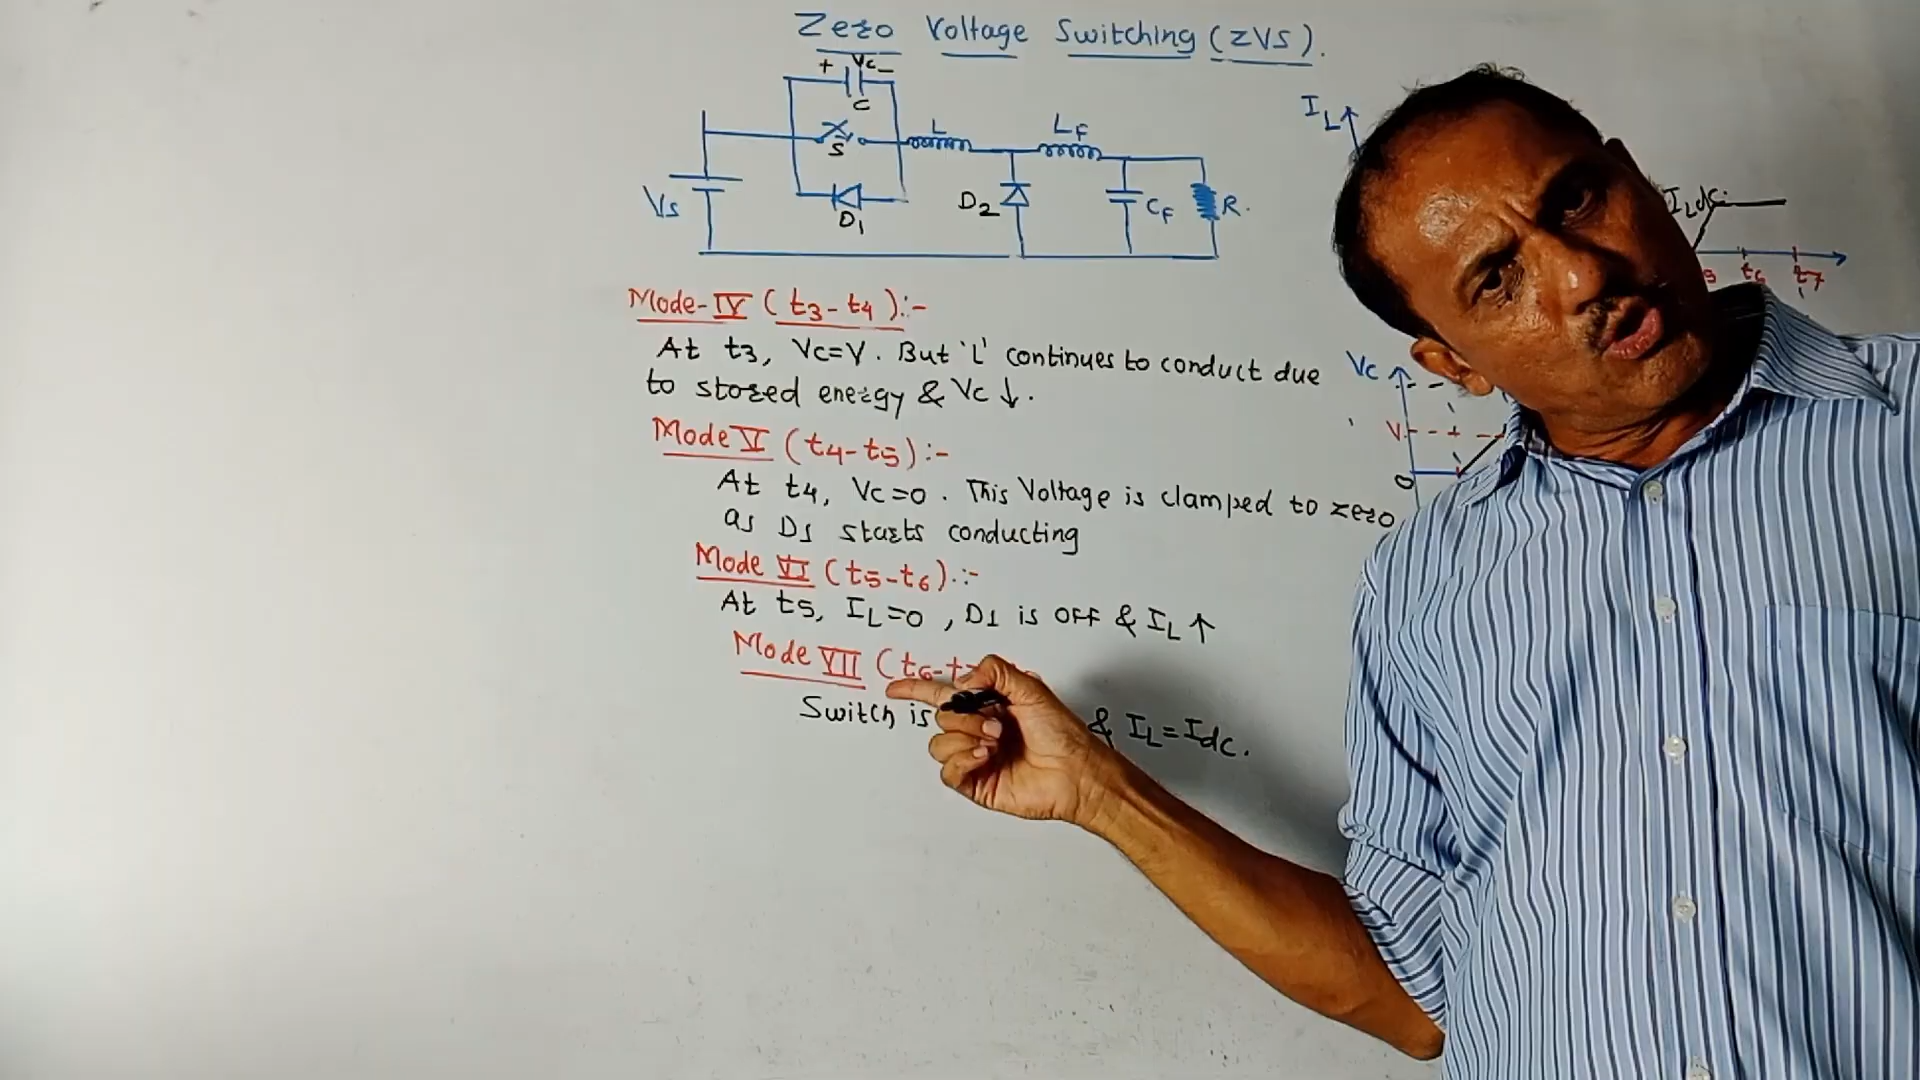 Zero Voltage Switching (ZVS).
+ Vc -
C
S
L
LF
Vs
D1
D2
CF
R.
IL
ILdc
t6
t7
Mode-IV (t3-t4):-
At t3, Vc=V. But 'L' continues to conduct due
to stored energy & Vc ↓.
Vc
V
0
Mode V (t4-t5):-
At t4, Vc=0. This Voltage is clamped to zero
as D1 starts conducting
Mode VI (t5-t6).:-
At t5, IL=0, D1 is OFF & IL ↑
Mode VII (t6-t7
Switch is & IL=Idc.